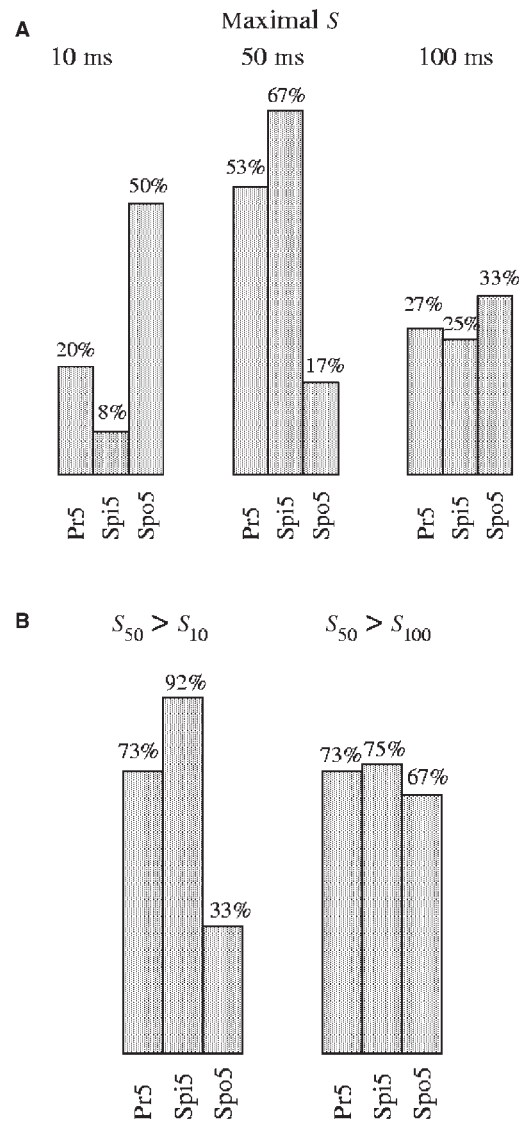 A
Maximal S
10 ms 50 ms 100 ms
20% 8% 50% 53% 67% 17% 27% 25% 33%
Pr5 Spi5 Spo5 Pr5 Spi5 Spo5 Pr5 Spi5 Spo5
B
S50 > S10 S50 > S100
73% 92% 33% 73% 75% 67%
Pr5 Spi5 Spo5 Pr5 Spi5 Spo5